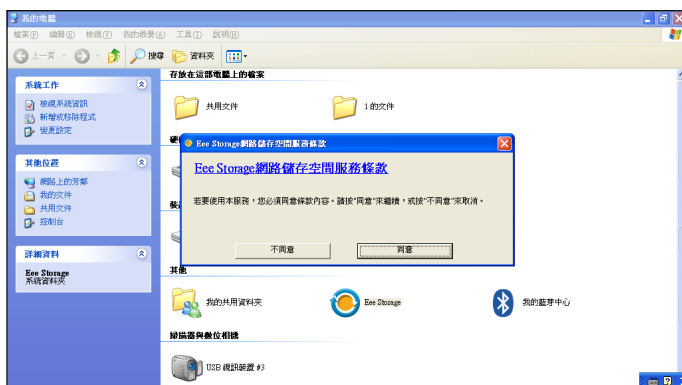 我的電腦
檔案(F) 編輯(E) 檢視(V) 我的最愛(A) 工具(T) 說明(H)
上一頁 搜尋 資料夾
系統工作
檢視系統資訊
新增或移除程式
變更設定
其他位置
網路上的芳鄰
我的文件
共用文件
控制台
詳細資料
Eee Storage
系統資料夾
存放在這部電腦上的檔案
共用文件
1 的文件
硬
Eee Storage網路儲存空間服務條款
Eee Storage網路儲存空間服務條款
若要使用本服務，您必須同意條款內容。請按"同意"來繼續，或按"不同意"來取消。
不同意 同意
裝
其他
我的共用資料夾
Eee Storage
我的藍芽中心
掃描器與數位相機
USB 視訊裝置 #3